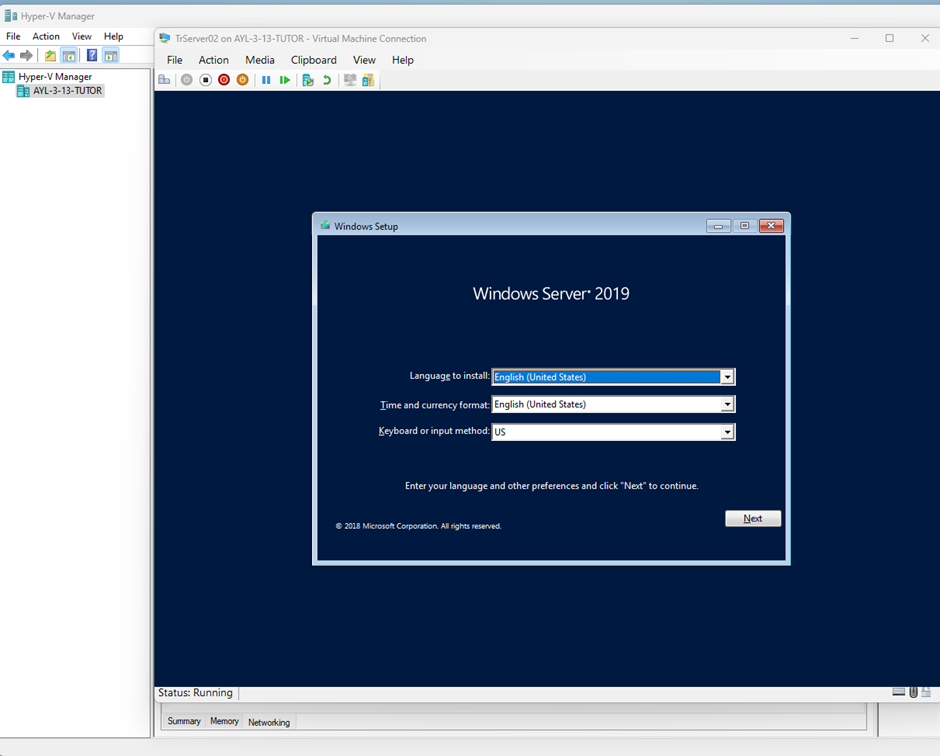 Hyper-V Manager
File Action View Help
Hyper-V Manager
AYL-3-13-TUTOR
TrServer02 on AYL-3-13-TUTOR - Virtual Machine Connection
File Action Media Clipboard View Help
Windows Setup
Windows Server® 2019
Language to install: English (United States)
Time and currency format: English (United States)
Keyboard or input method: US
Enter your language and other preferences and click "Next" to continue.
Next
© 2018 Microsoft Corporation. All rights reserved.
Status: Running
Summary Memory Networking